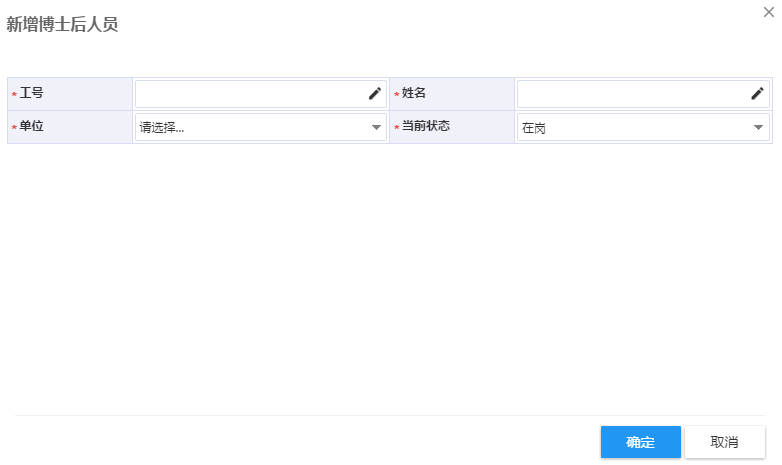 新增博士后人员
* 工号
* 姓名
* 单位 请选择... * 当前状态 在岗
确定 取消